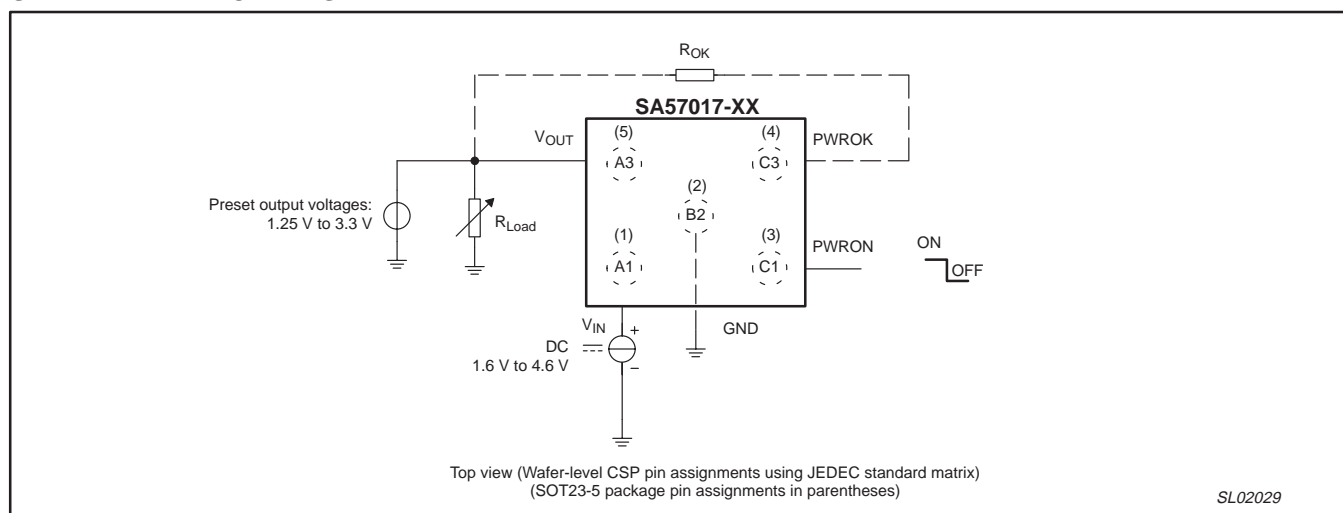 R_OK
SA57017-XX
V_OUT
(5)
(4)
PWROK
A3
C3
(2)
B2
Preset output voltages:
1.25 V to 3.3 V
R_Load
(1)
(3)
PWRON
ON
OFF
A1
C1
V_IN
+
GND
DC
1.6 V to 4.6 V
–
Top view (Wafer-level CSP pin assignments using JEDEC standard matrix)
(SOT23-5 package pin assignments in parentheses)
SL02029